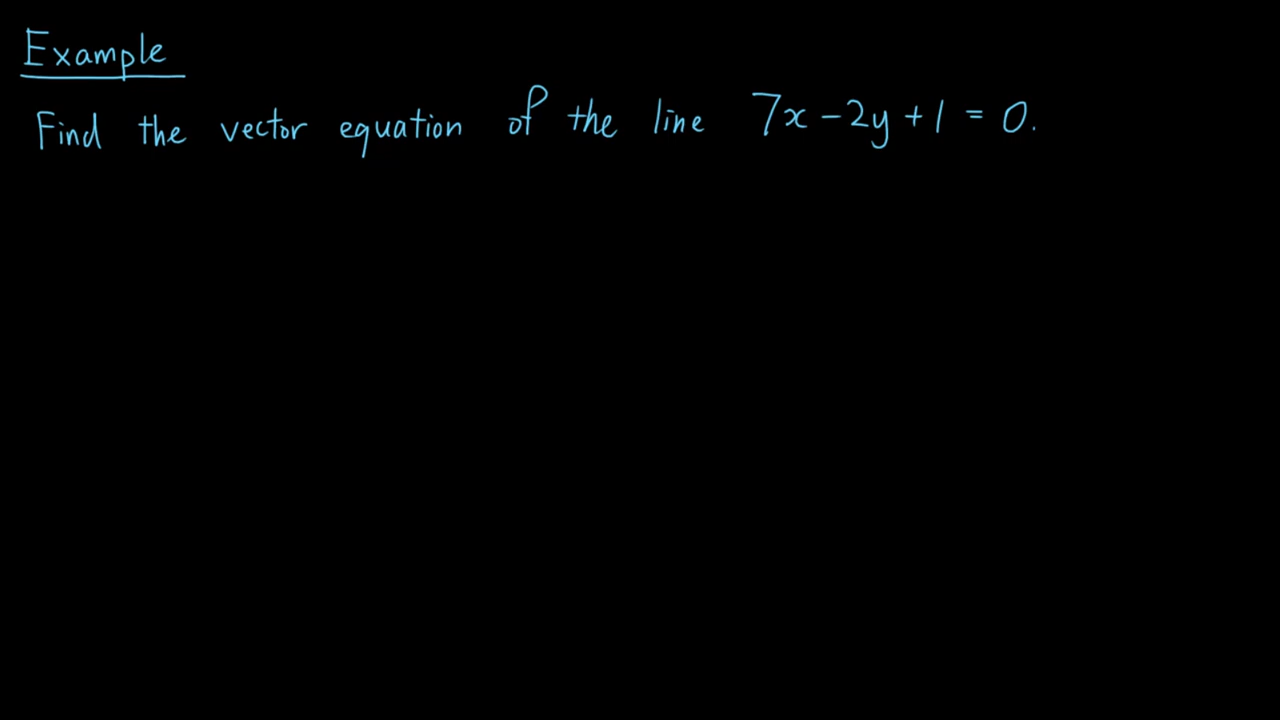 Example
Find the vector equation of the line 7x - 2y + 1 = 0.